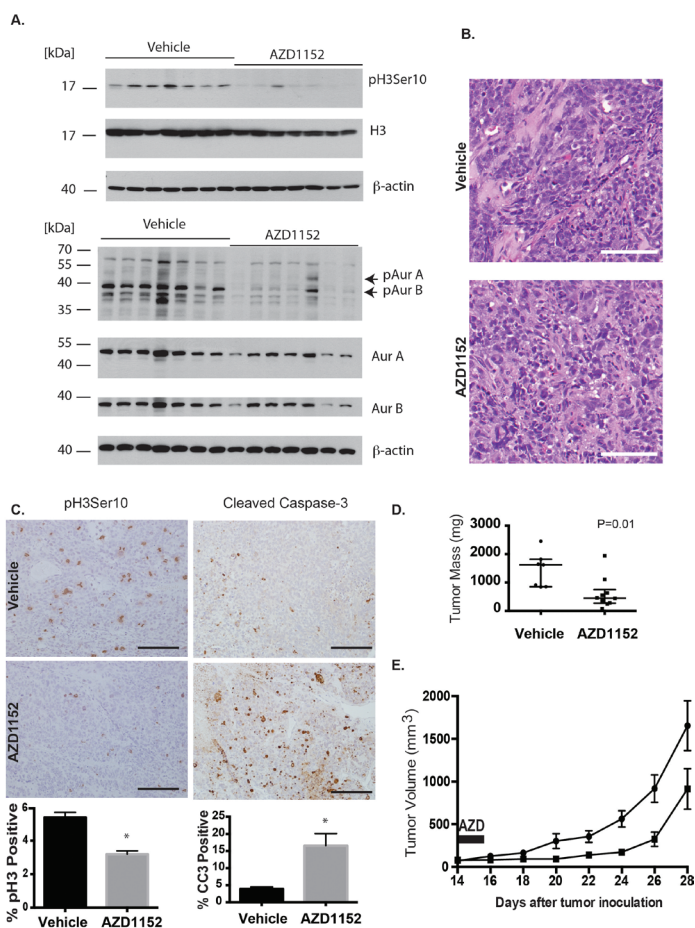 A.
Vehicle
AZD1152
[kDa]
17
pH3Ser10
17
H3
40
β-actin
[kDa]
Vehicle
AZD1152
70
55
40
35
pAur A
pAur B
55
40
Aur A
40
Aur B
40
β-actin
B.
Vehicle
AZD1152
C.
pH3Ser10
Cleaved Caspase-3
Vehicle
AZD1152
% pH3 Positive
6
4
2
0
*
Vehicle
AZD1152
% CC3 Positive
25
20
15
10
5
0
*
Vehicle
AZD1152
D.
P=0.01
Tumor Mass (mg)
3000
2000
1000
0
Vehicle
AZD1152
E.
Tumor Volume (mm3)
2000
1500
1000
500
0
AZD
14 16 18 20 22 24 26 28
Days after tumor inoculation